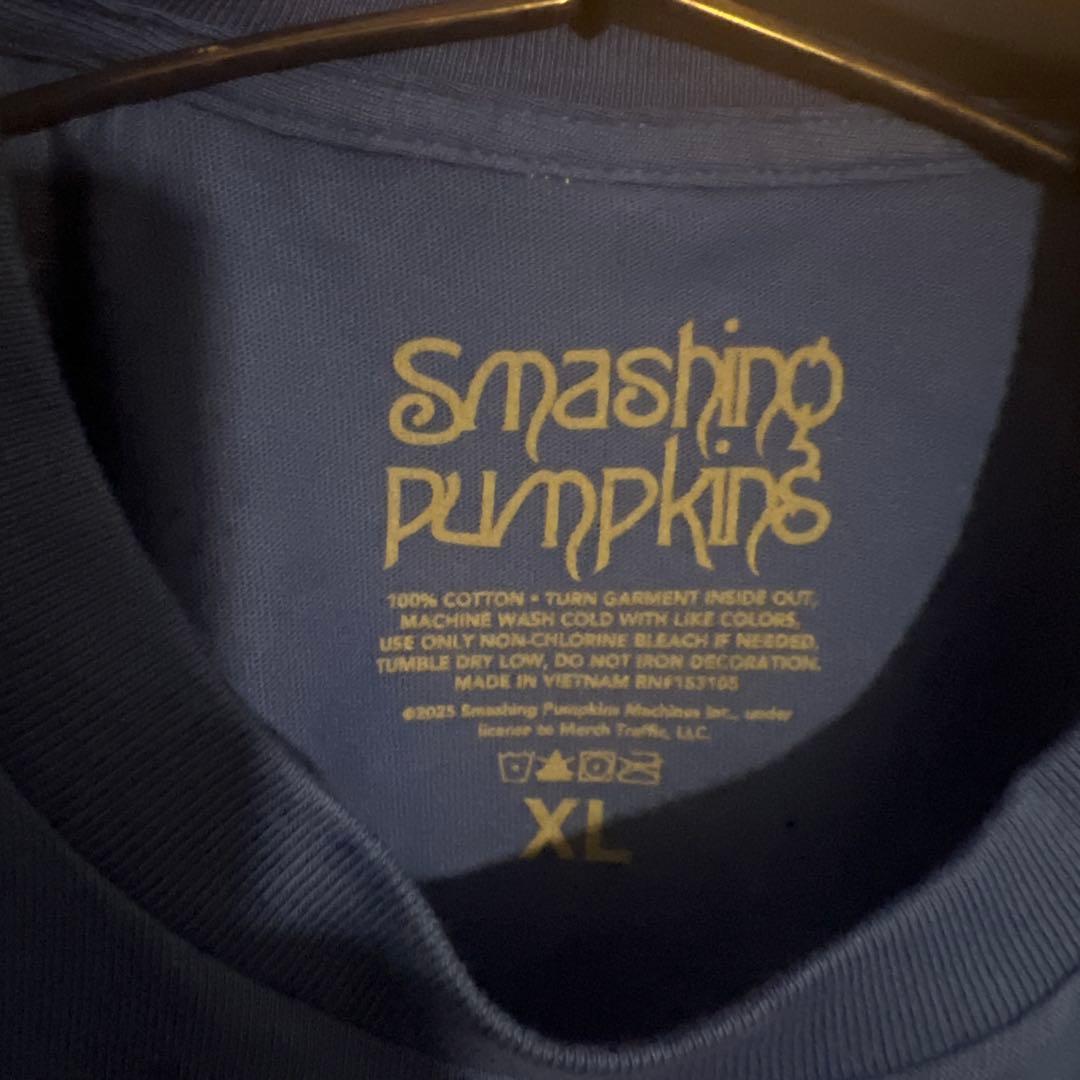 Smashing
pumpkins
100% COTTON • TURN GARMENT INSIDE OUT,
MACHINE WASH COLD WITH LIKE COLORS,
USE ONLY NON-CHLORINE BLEACH IF NEEDED.
TUMBLE DRY LOW, DO NOT IRON DECORATION.
MADE IN VIETNAM RN#153105
©2025 Smashing Pumpkins Machines Inc., under
license to Merch Traffic, LLC.
XL